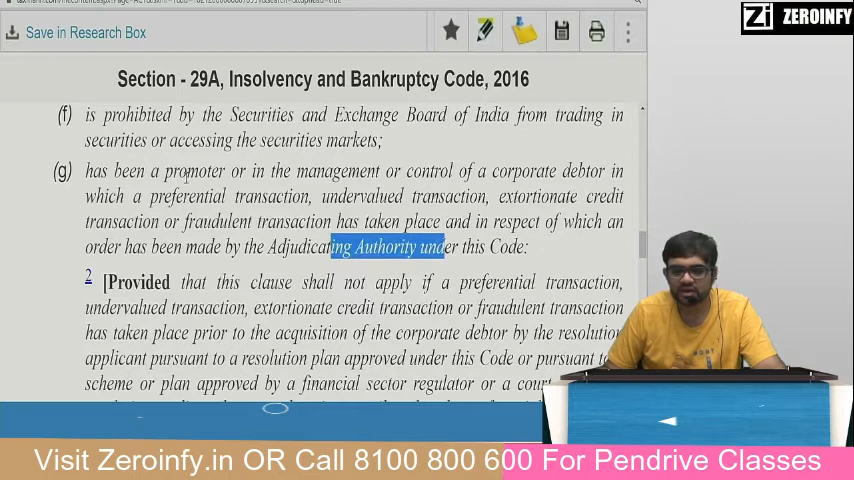 Save in Research Box
Zi ZEROINFY
Section - 29A, Insolvency and Bankruptcy Code, 2016
(f) is prohibited by the Securities and Exchange Board of India from trading in
securities or accessing the securities markets;
(g) has been a promoter or in the management or control of a corporate debtor in
which a preferential transaction, undervalued transaction, extortionate credit
transaction or fraudulent transaction has taken place and in respect of which an
order has been made by the Adjudicating Authority under this Code:
2 [Provided that this clause shall not apply if a preferential transaction,
undervalued transaction, extortionate credit transaction or fraudulent transaction
has taken place prior to the acquisition of the corporate debtor by the resolution
applicant pursuant to a resolution plan approved under this Code or pursuant to
scheme or plan approved by a financial sector regulator or a court
Visit Zeroinfy.in OR Call 8100 800 600 For Pendrive Classes